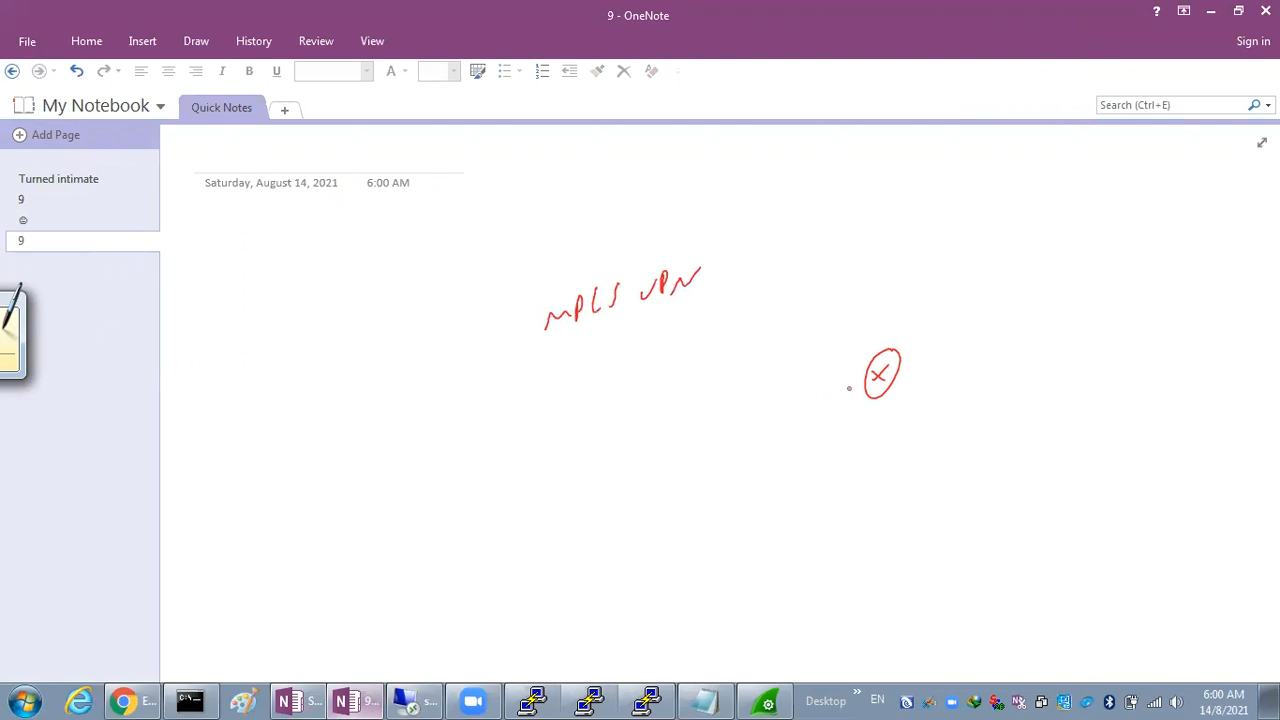 9 - OneNote
File Home Insert Draw History Review View
Sign in
I B U A
My Notebook
Quick Notes
Search (Ctrl+E)
Add Page
Turned intimate
9
☺
9
Saturday, August 14, 2021 6:00 AM
MPLS VPN
X
C:\
E...
S...
9...
s...
Desktop
EN
6:00 AM
14/8/2021